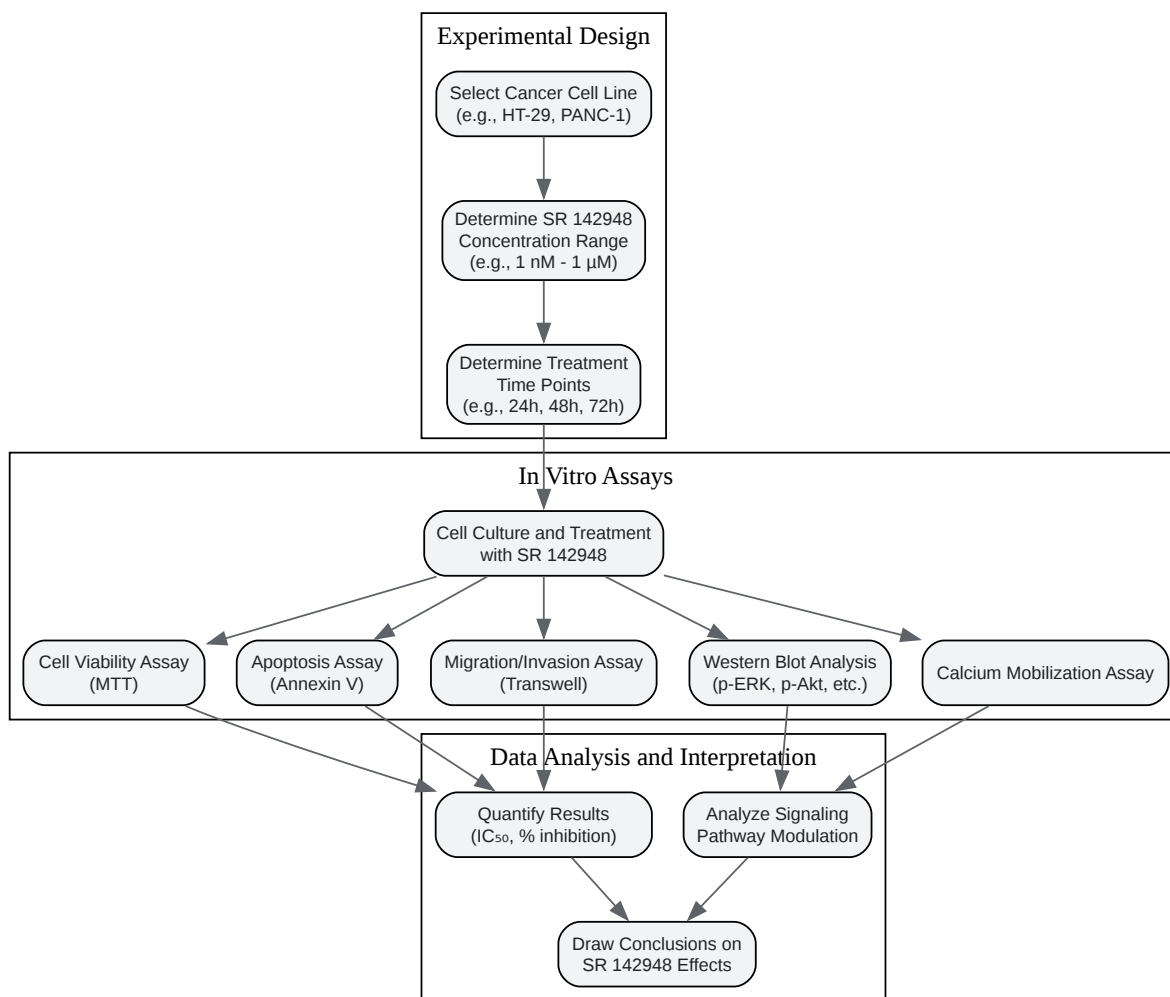 Experimental Design
Select Cancer Cell Line
(e.g., HT-29, PANC-1)
Determine SR 142948
Concentration Range
(e.g., 1 nM - 1 µM)
Determine Treatment
Time Points
(e.g., 24h, 48h, 72h)
In Vitro Assays
Cell Culture and Treatment
with SR 142948
Cell Viability Assay
(MTT)
Apoptosis Assay
(Annexin V)
Migration/Invasion Assay
(Transwell)
Western Blot Analysis
(p-ERK, p-Akt, etc.)
Calcium Mobilization Assay
Data Analysis and Interpretation
Quantify Results
(IC₅₀, % inhibition)
Analyze Signaling
Pathway Modulation
Draw Conclusions on
SR 142948 Effects